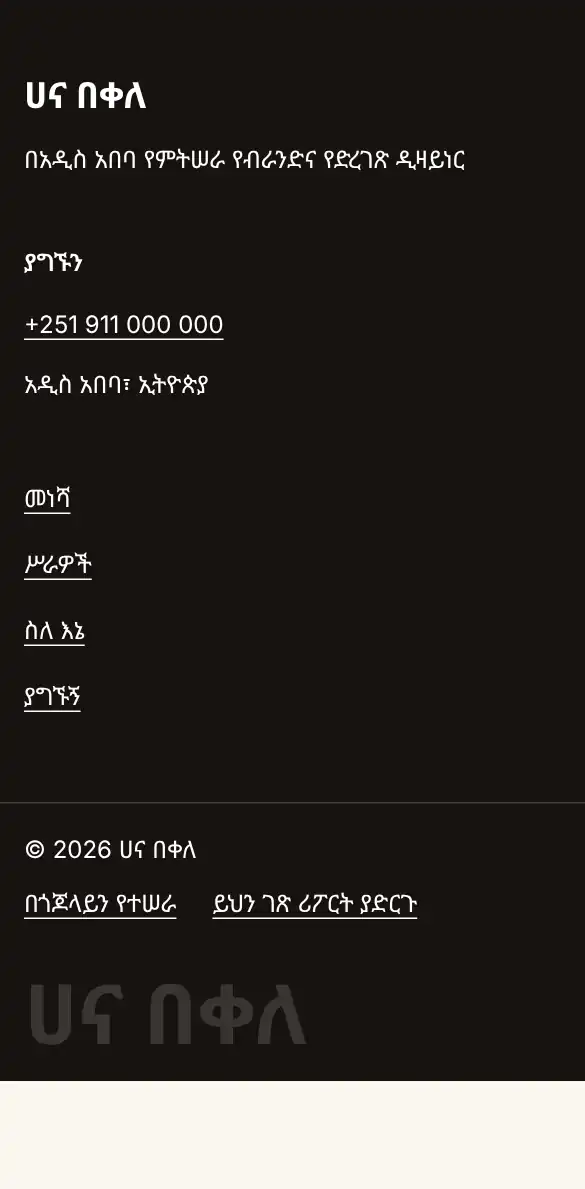 ሀና በቀለ
በአዲስ አበባ የምትሠራ የብራንድና የድረገጽ ዲዛይነር
ያግኙን
+251 911 000 000
አዲስ አበባ፣ ኢትዮጵያ
መነሻ
ሥራዎች
ስለ እኔ
ያግኙኝ
© 2026 ሀና በቀለ
በጎጆላይን የተሠራ ይህን ገጽ ሪፖርት ያድርጉ
ሀና በቀለ